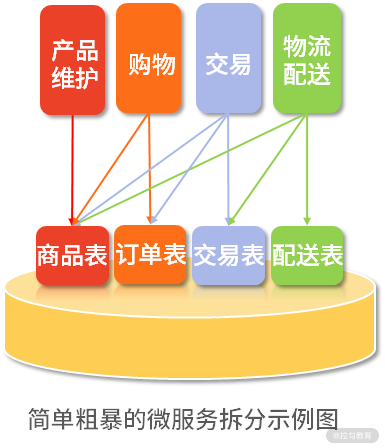 产品
维护
购物
交易
物流
配送
商品表
订单表
交易表
配送表
简单粗暴的微服务拆分示例图
@拉勾教育